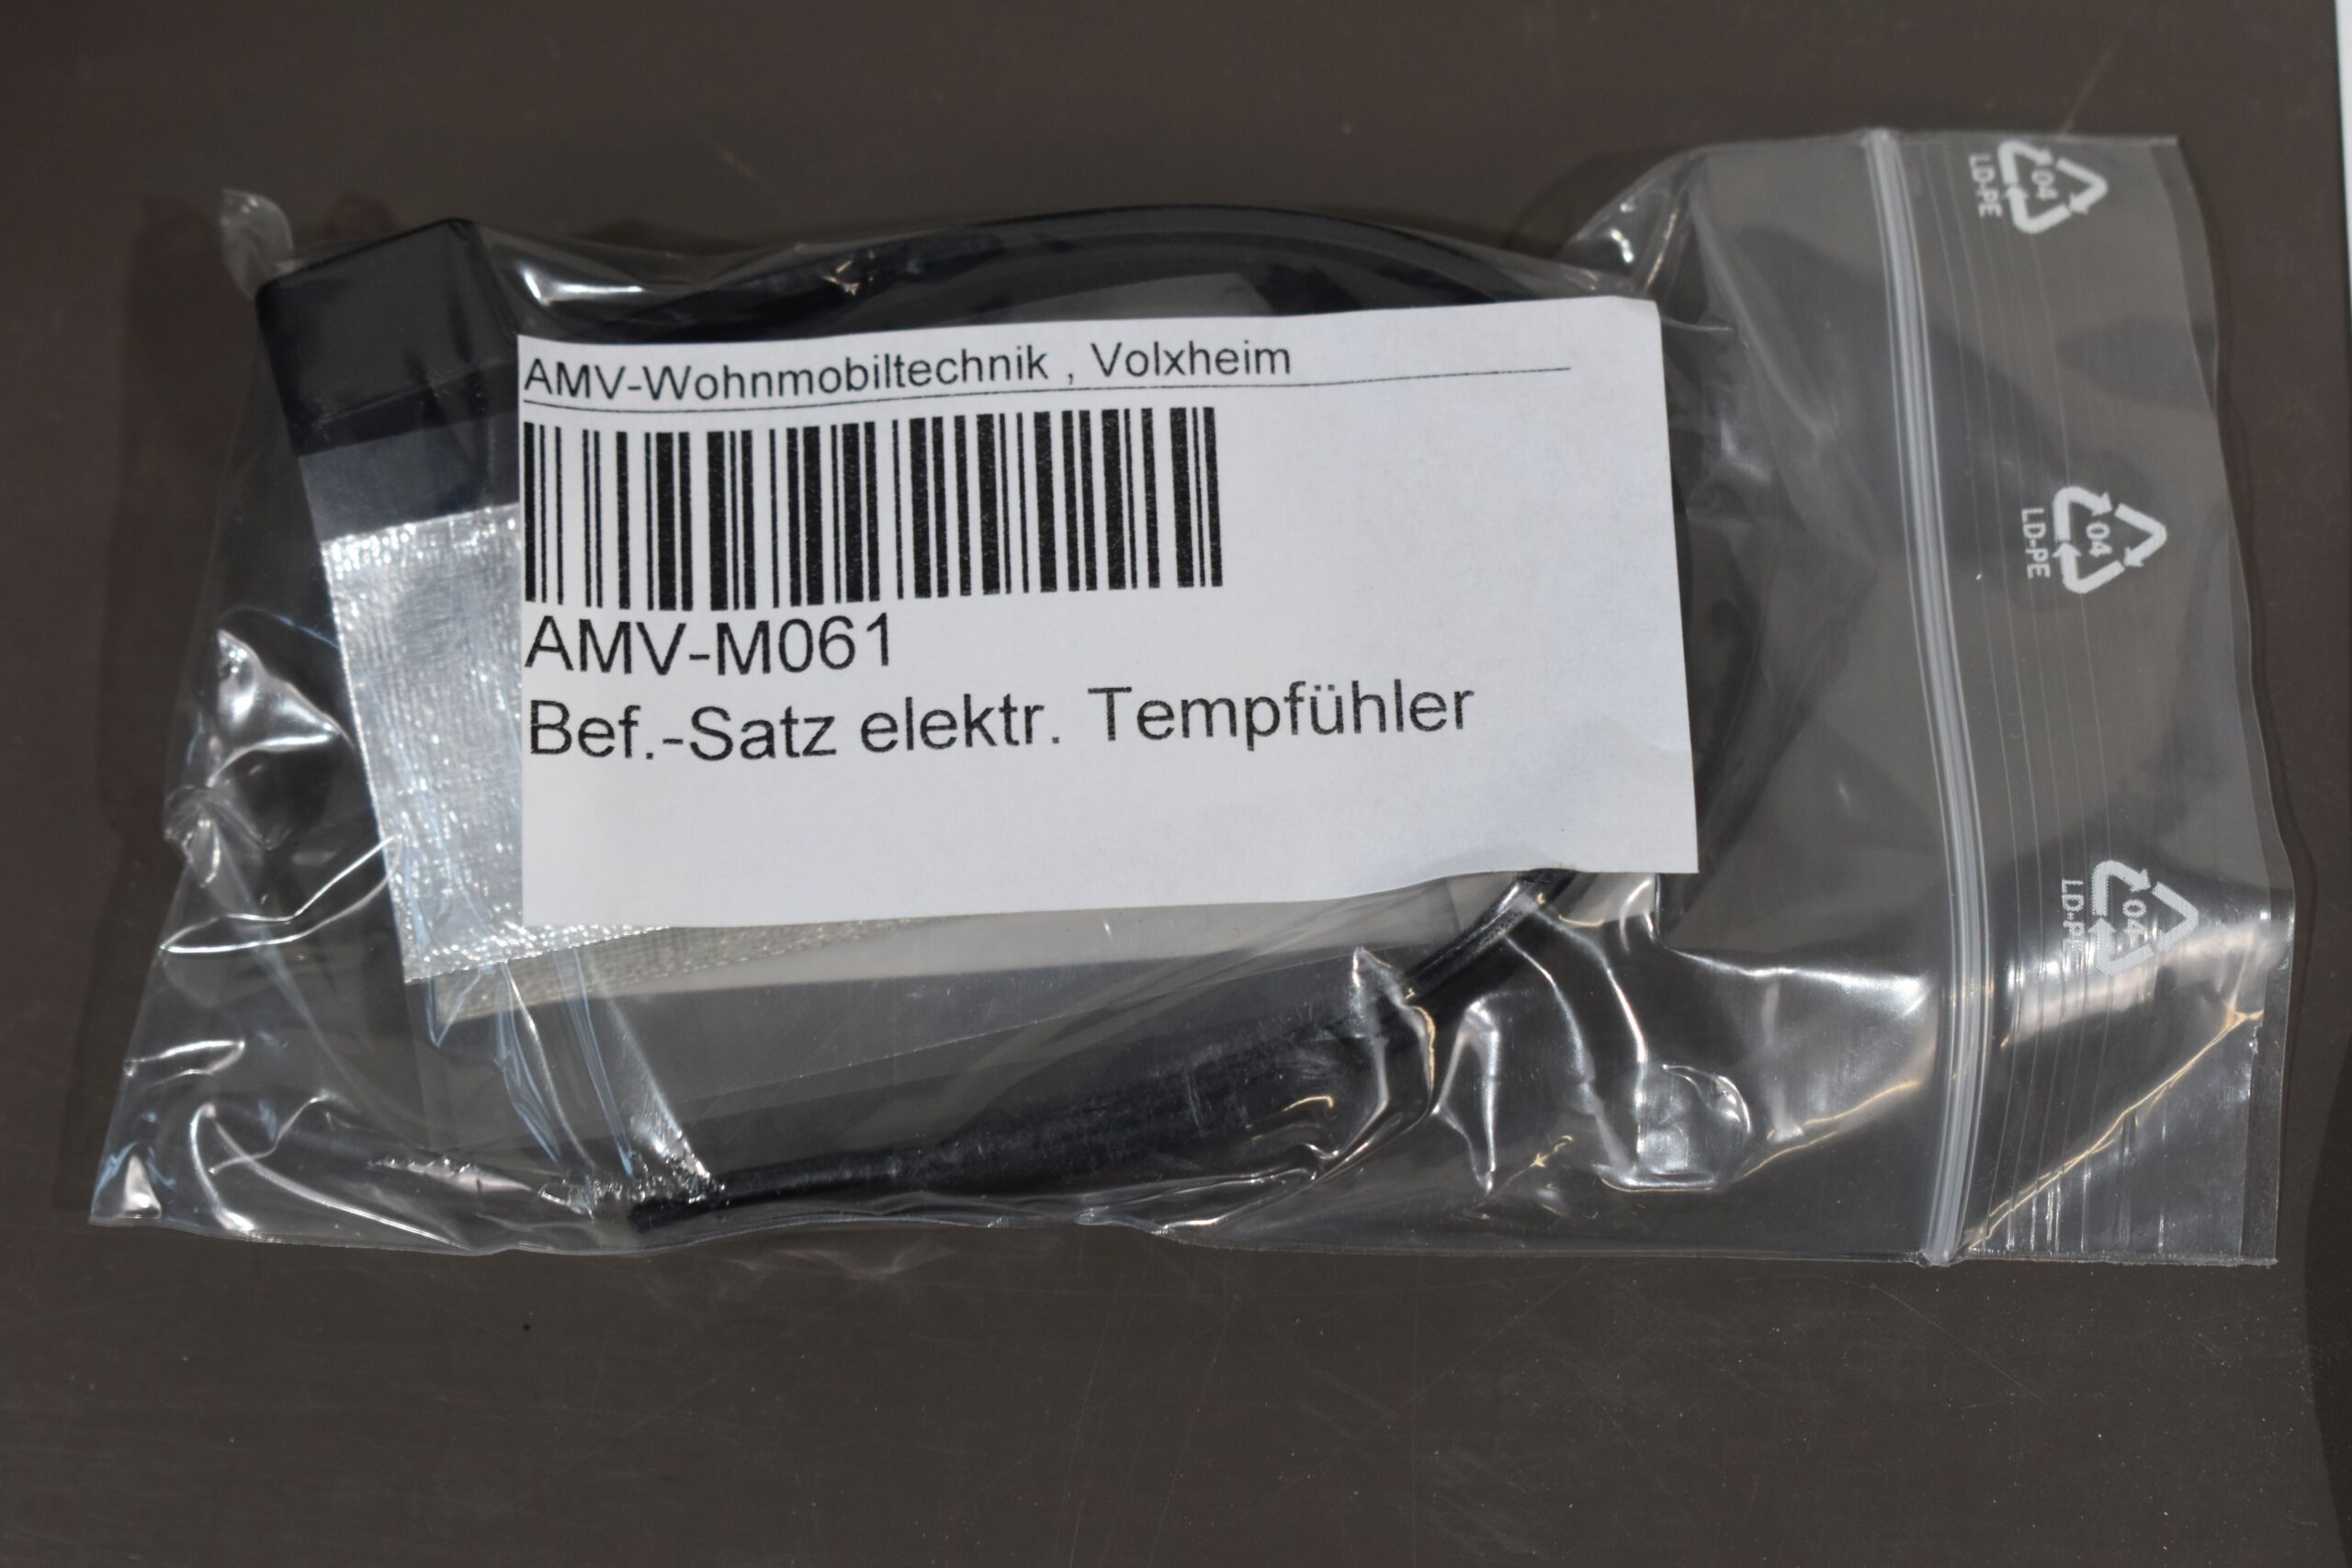 AMV-Wohnmobiltechnik , Volxheim
AMV-M061
Bef.-Satz elektr. Tempfühler
04
LD-PE
04
LD-PE
04
LD-PE